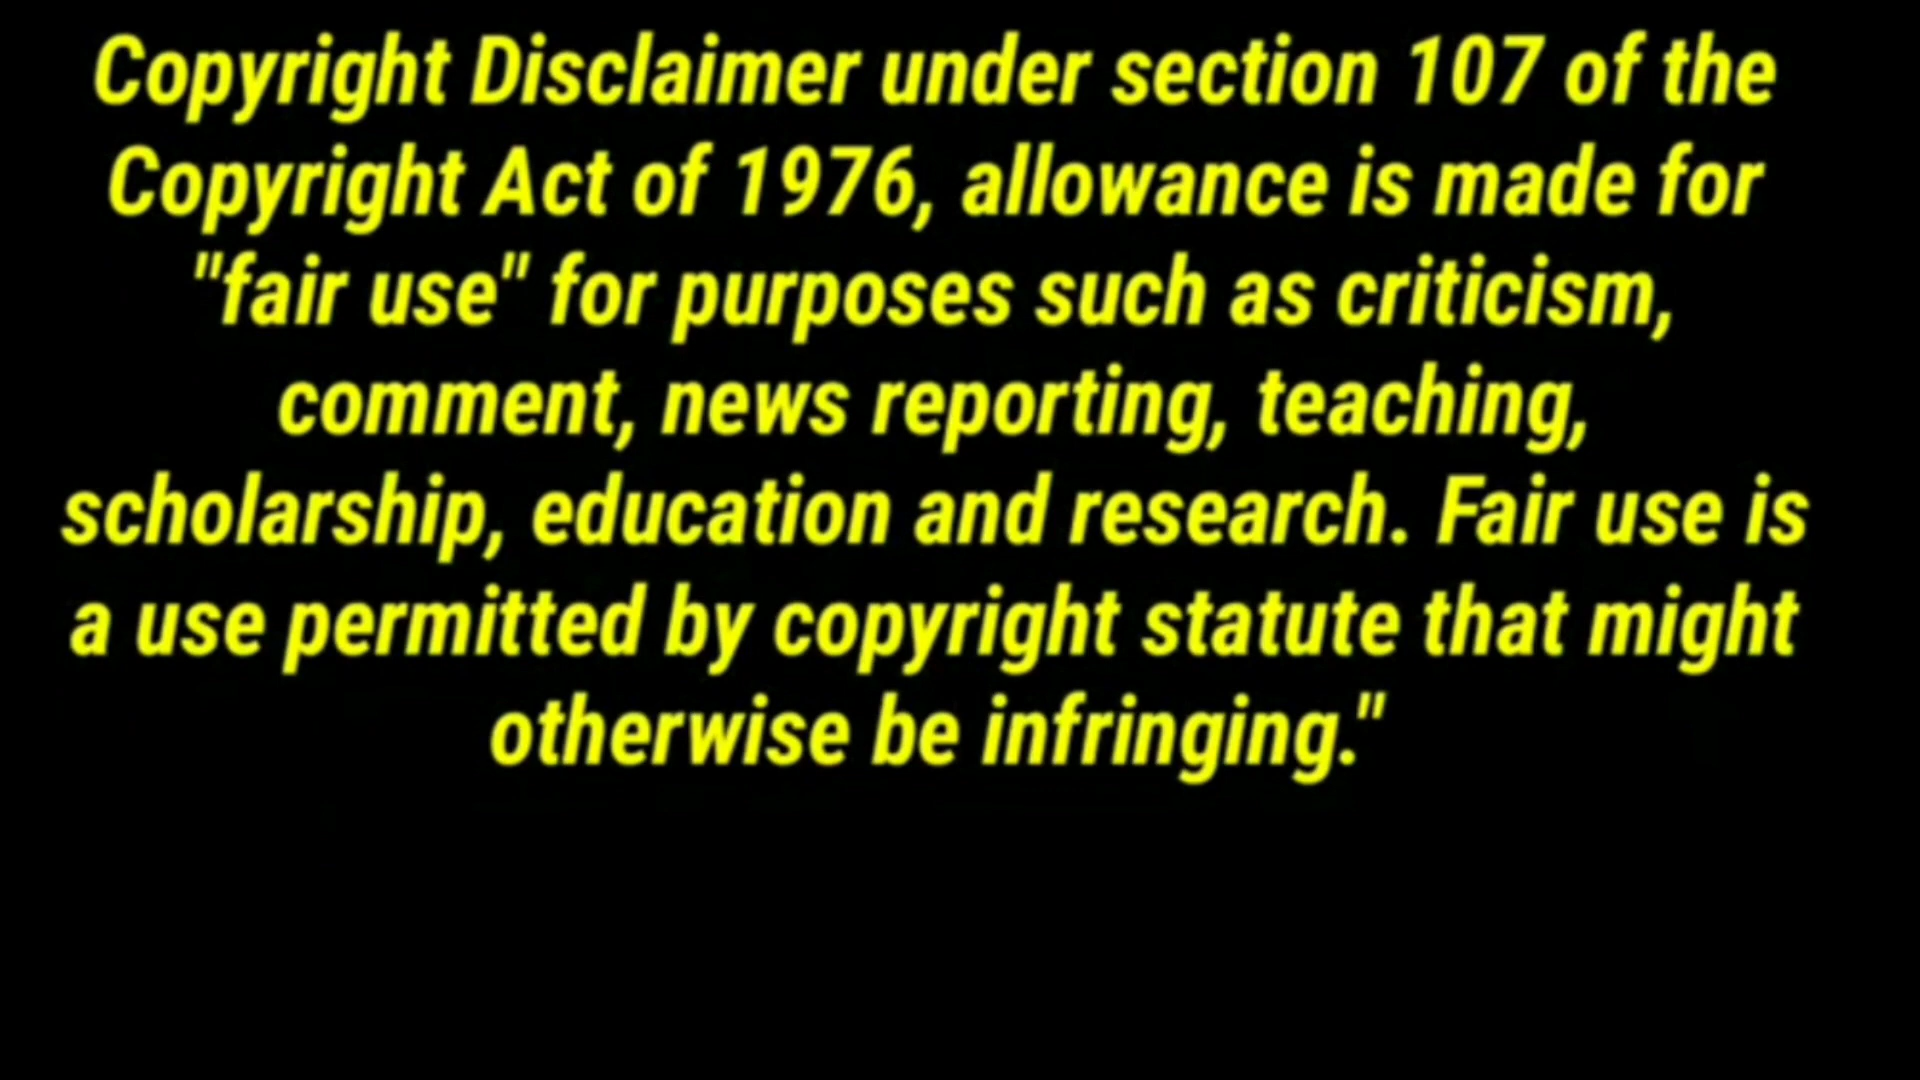 Copyright Disclaimer under section 107 of the
Copyright Act of 1976, allowance is made for
"fair use" for purposes such as criticism,
comment, news reporting, teaching,
scholarship, education and research. Fair use is
a use permitted by copyright statute that might
otherwise be infringing."